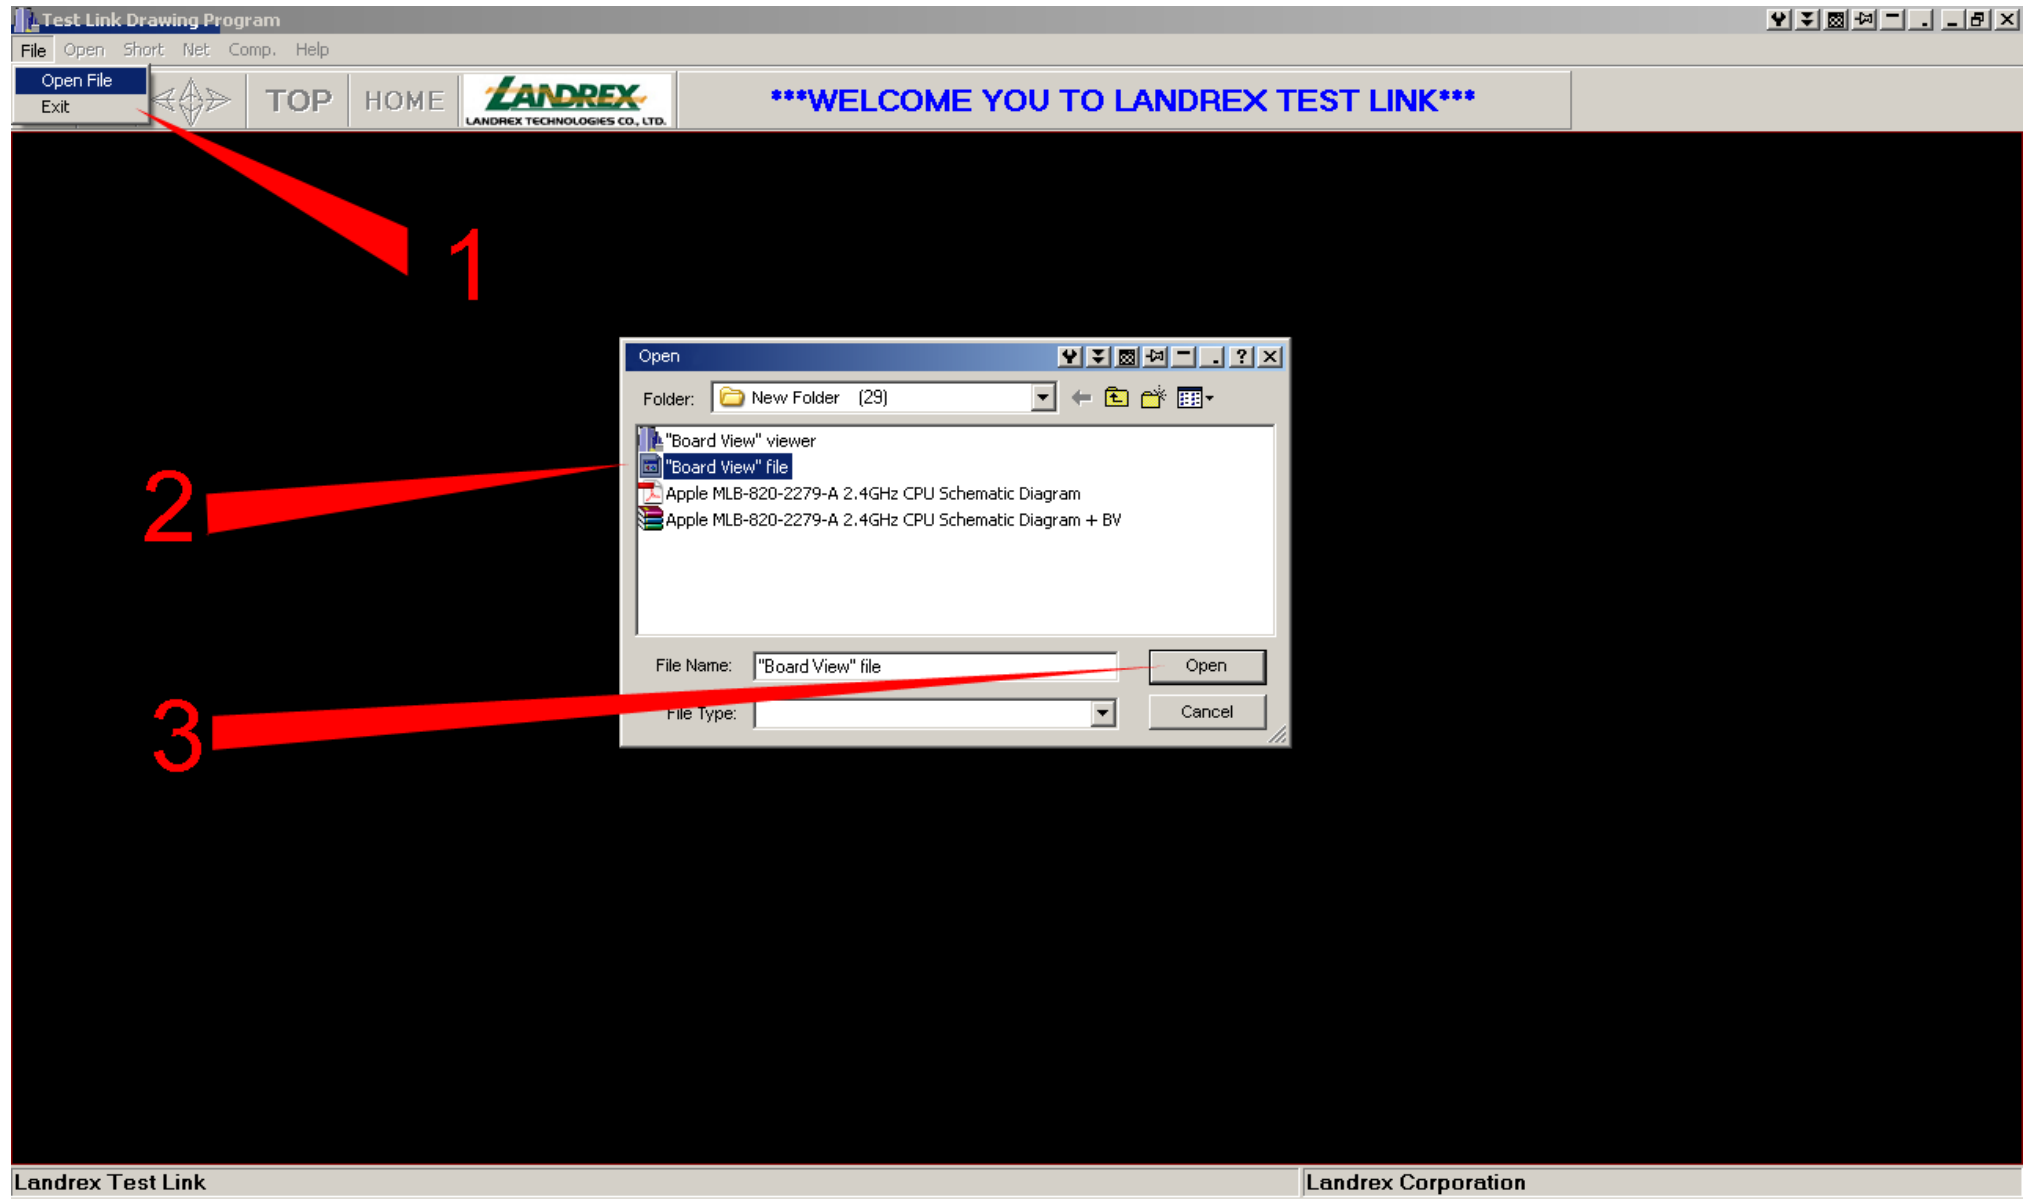 Test Link Drawing Program
File Open Short Net Comp. Help
Open File
Exit
TOP HOME LANDREX ***WELCOME YOU TO LANDREX TEST LINK***
LANDREX TECHNOLOGIES CO., LTD.
1
Open
Folder: New Folder (29)
"Board View" viewer
"Board View" file
Apple MLB-820-2279-A 2.4GHz CPU Schematic Diagram
Apple MLB-820-2279-A 2.4GHz CPU Schematic Diagram + BV
2
File Name: "Board View" file Open
File Type: Cancel
3
Landrex Test Link Landrex Corporation